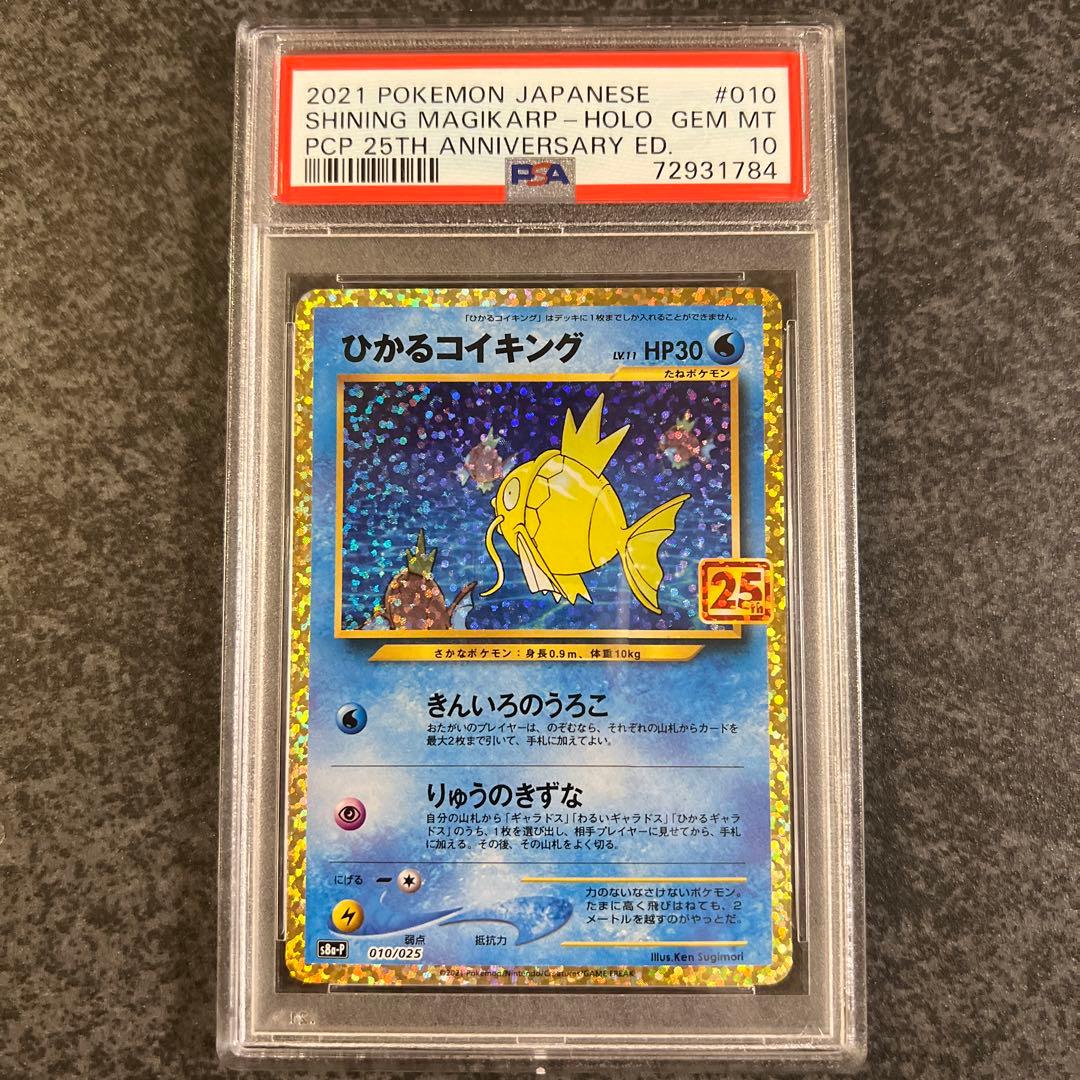 2021 POKEMON JAPANESE #010
SHINING MAGIKARP-HOLO GEM MT
PCP 25TH ANNIVERSARY ED. 10
PSA 72931784
「ひかるコイキング」はデッキに1枚までしか入れることができません。
ひかるコイキング LV.11 HP30
たねポケモン
25th
さかなポケモン：身長0.9m、体重10kg
きんいろのうろこ
おたがいのプレイヤーは、のぞむなら、それぞれの山札からカードを
最大2枚まで引いて、手札に加えてよい。
りゅうのきずな
自分の山札から「ギャラドス」「わるいギャラドス」「ひかるギャラ
ドス」のうち、1枚を選び出し、相手プレイヤーに見せてから、手札
に加える。その後、その山札をよく切る。
にげる
力のないなさけないポケモン。
たまに高く飛びはねても、2
メートルを越すのがやっとだ。
弱点 抵抗力
s8a-P 010/025
Illus.Ken Sugimori
©2021 Pokémon/Nintendo/Creatures/GAME FREAK